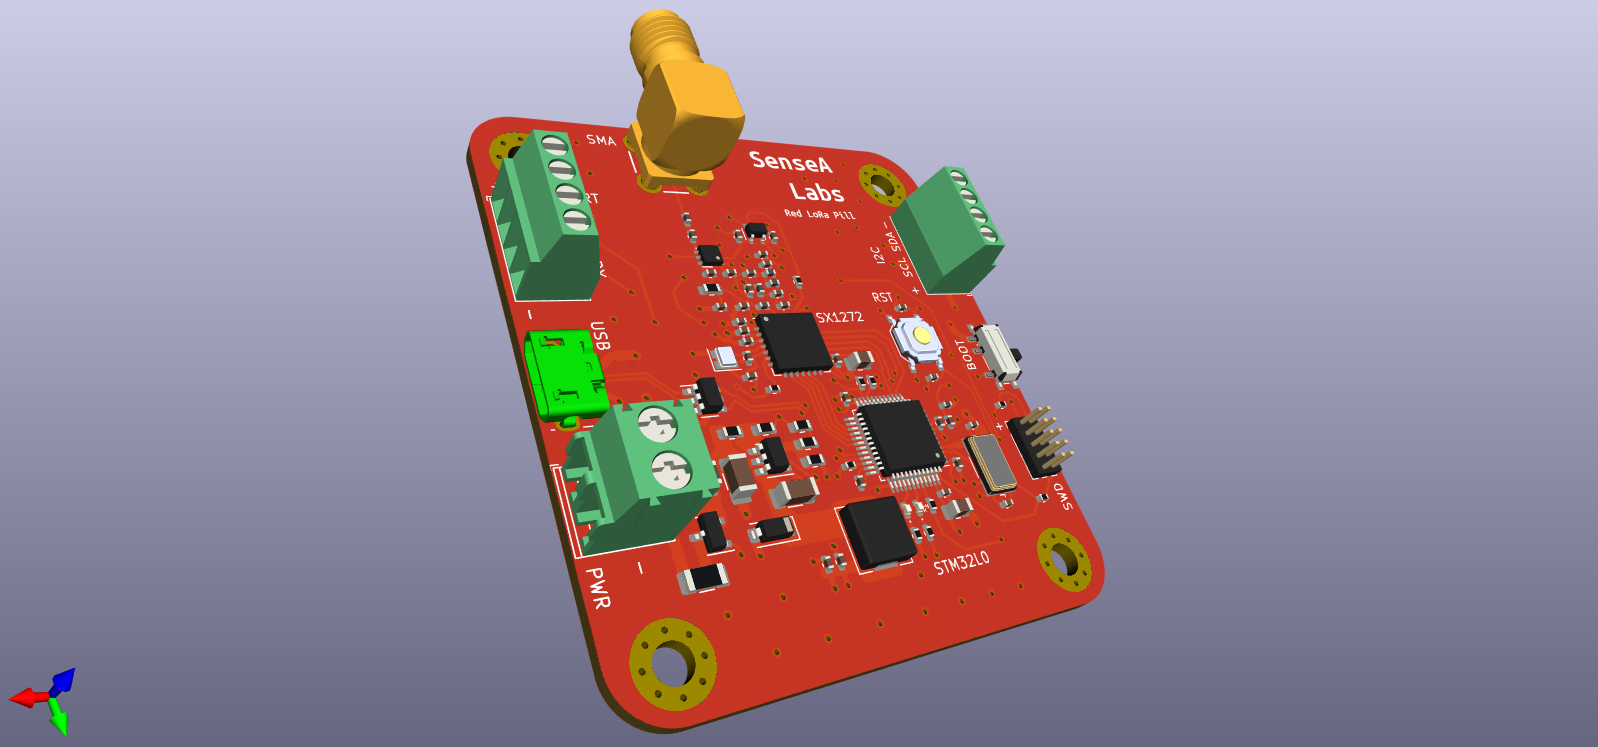 SMA
SenseA
Labs
Red LoRa Pill
I2C
SDA -
SCL
+
RST
SX1272
USB
-
BOOT
+
SWD
STM32L0
PWR
-